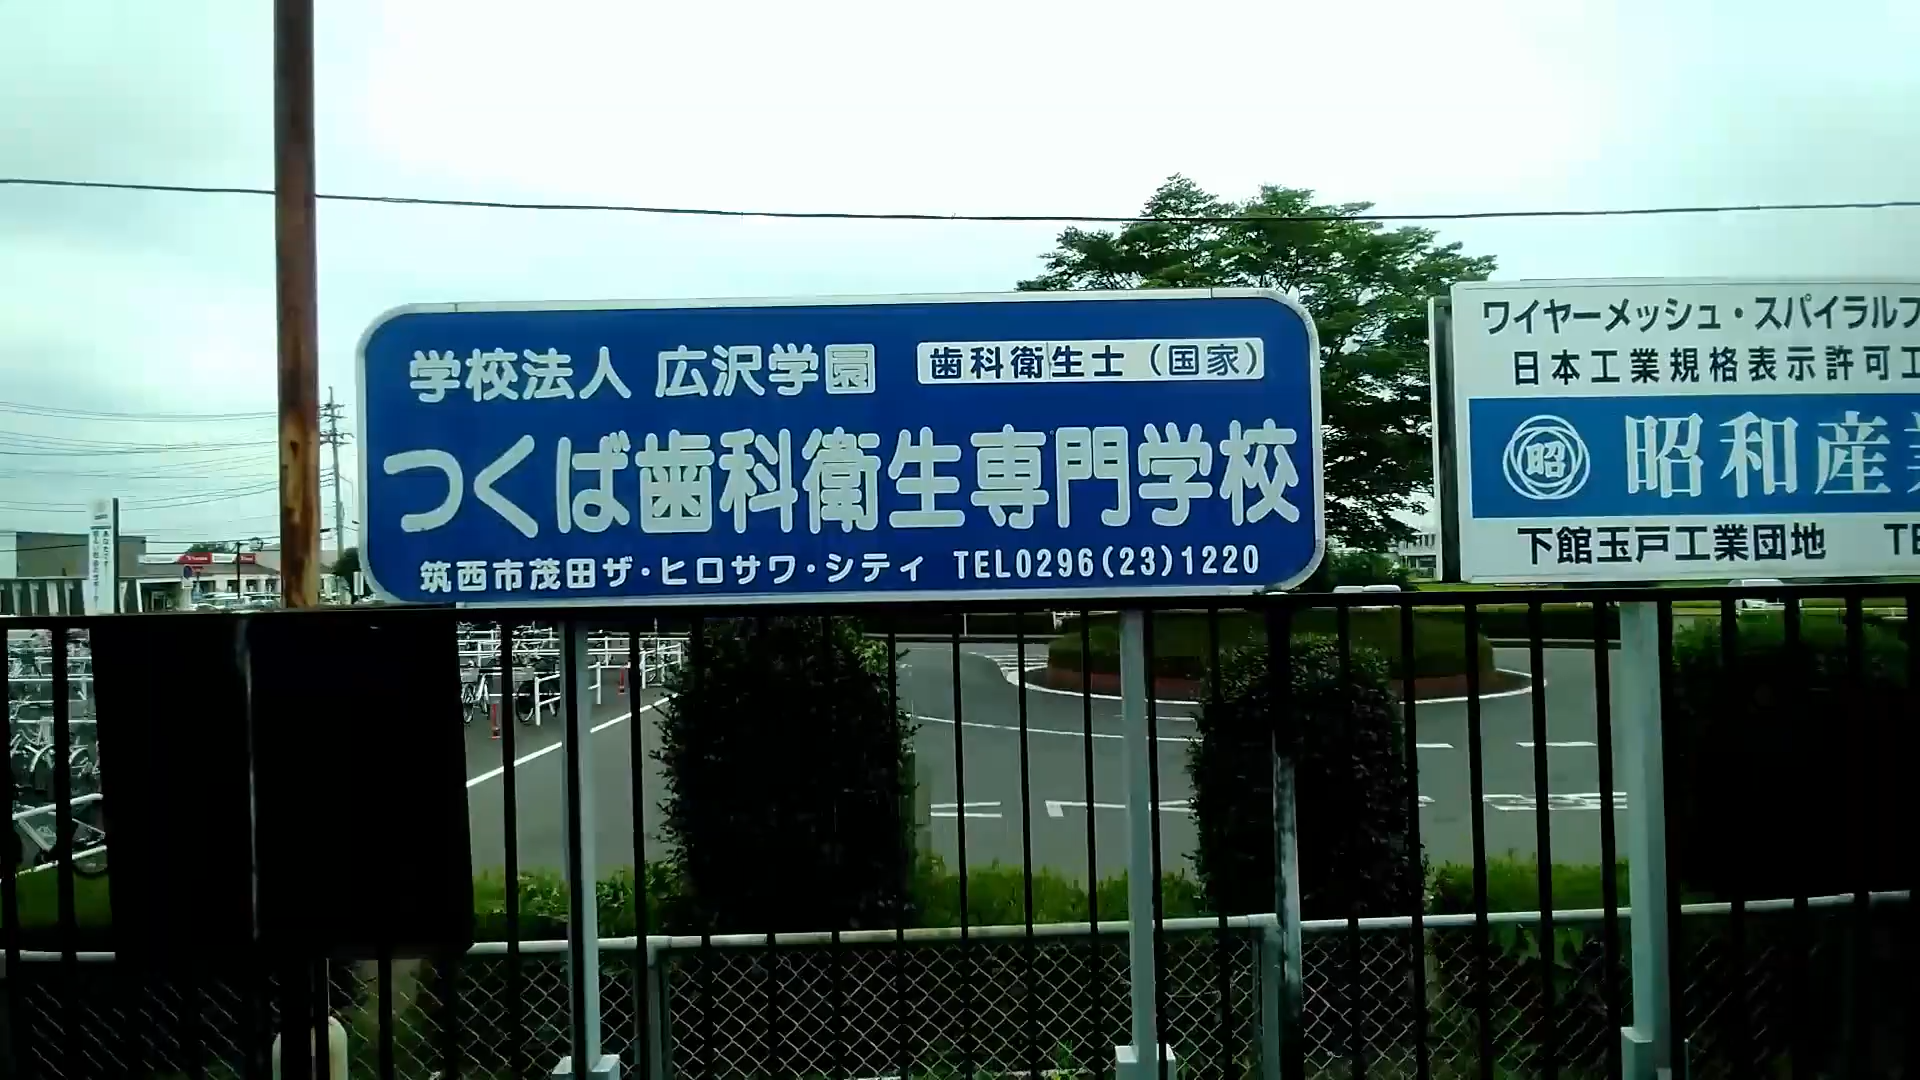 学校法人 広沢学園 歯科衛生士（国家）
つくば歯科衛生専門学校
筑西市茂田ザ・ヒロサワ・シティ TEL0296(23)1220
ワイヤーメッシュ・スパイラルフ
日本工業規格表示許可工
昭 昭和産業
下館玉戸工業団地 TE